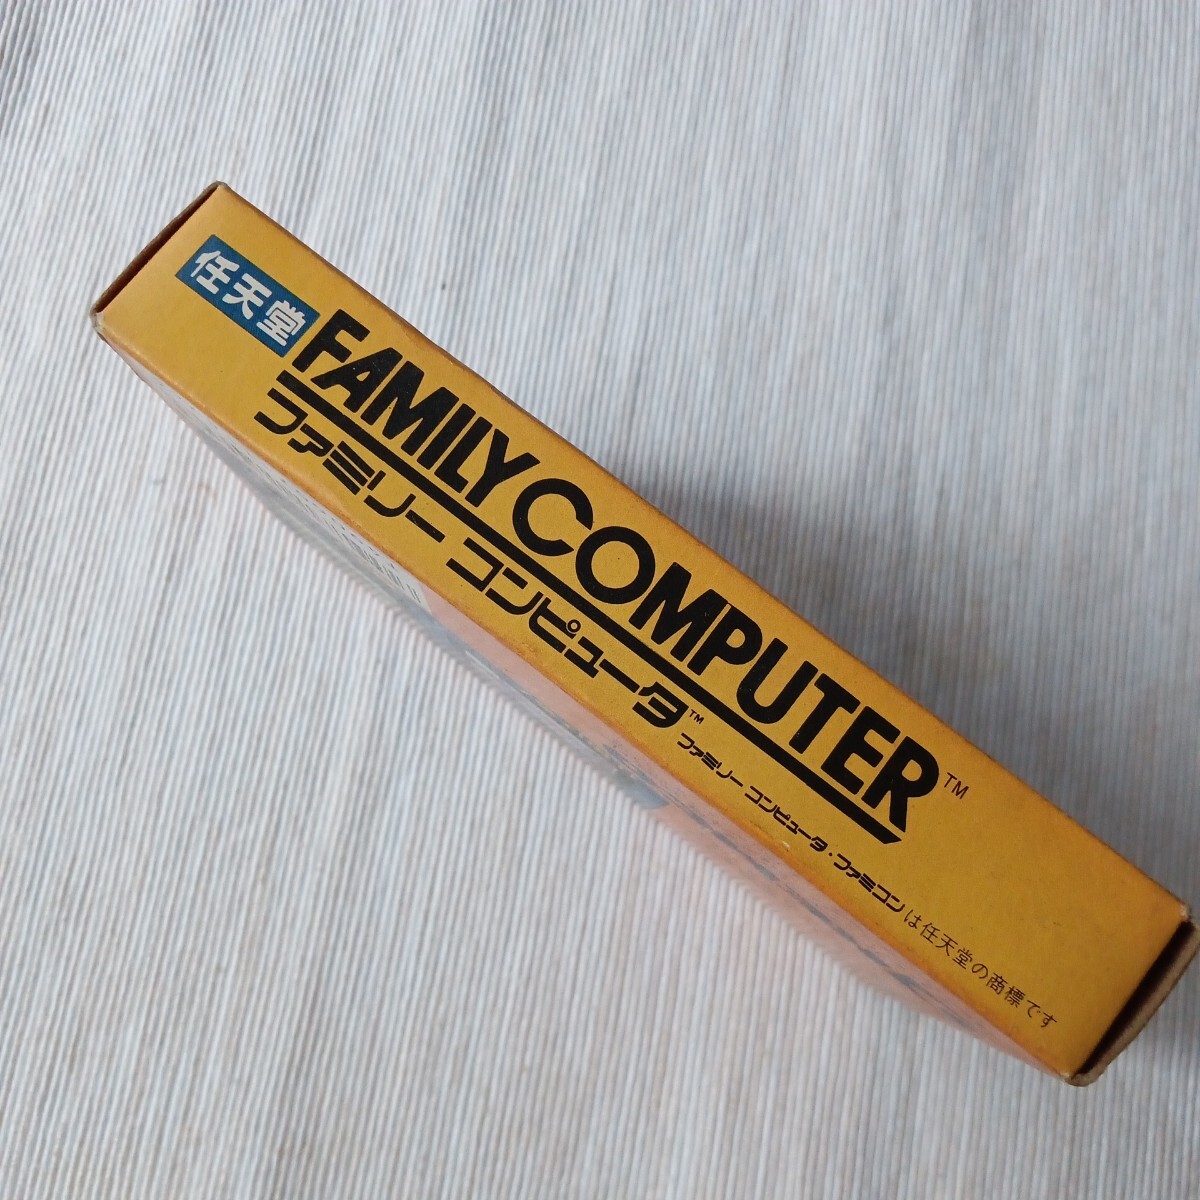 任天堂
FAMILY COMPUTER™
ファミリー コンピュータ™
ファミリー コンピュータ・ファミコンは任天堂の商標です